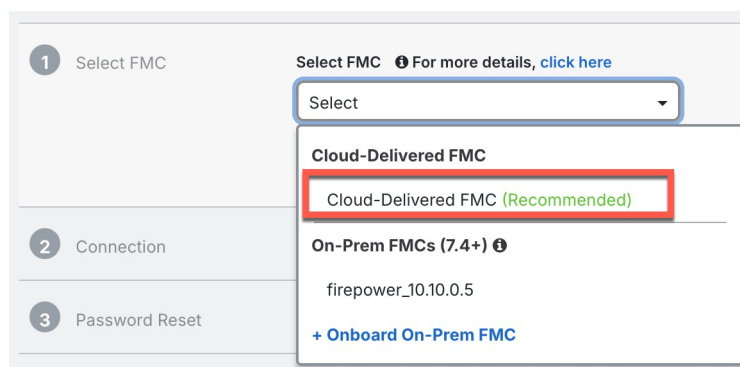 1 Select FMC
Select FMC For more details, click here
Select
Cloud-Delivered FMC
Cloud-Delivered FMC (Recommended)
2 Connection
On-Prem FMCs (7.4+)
firepower_10.10.0.5
3 Password Reset
+ Onboard On-Prem FMC